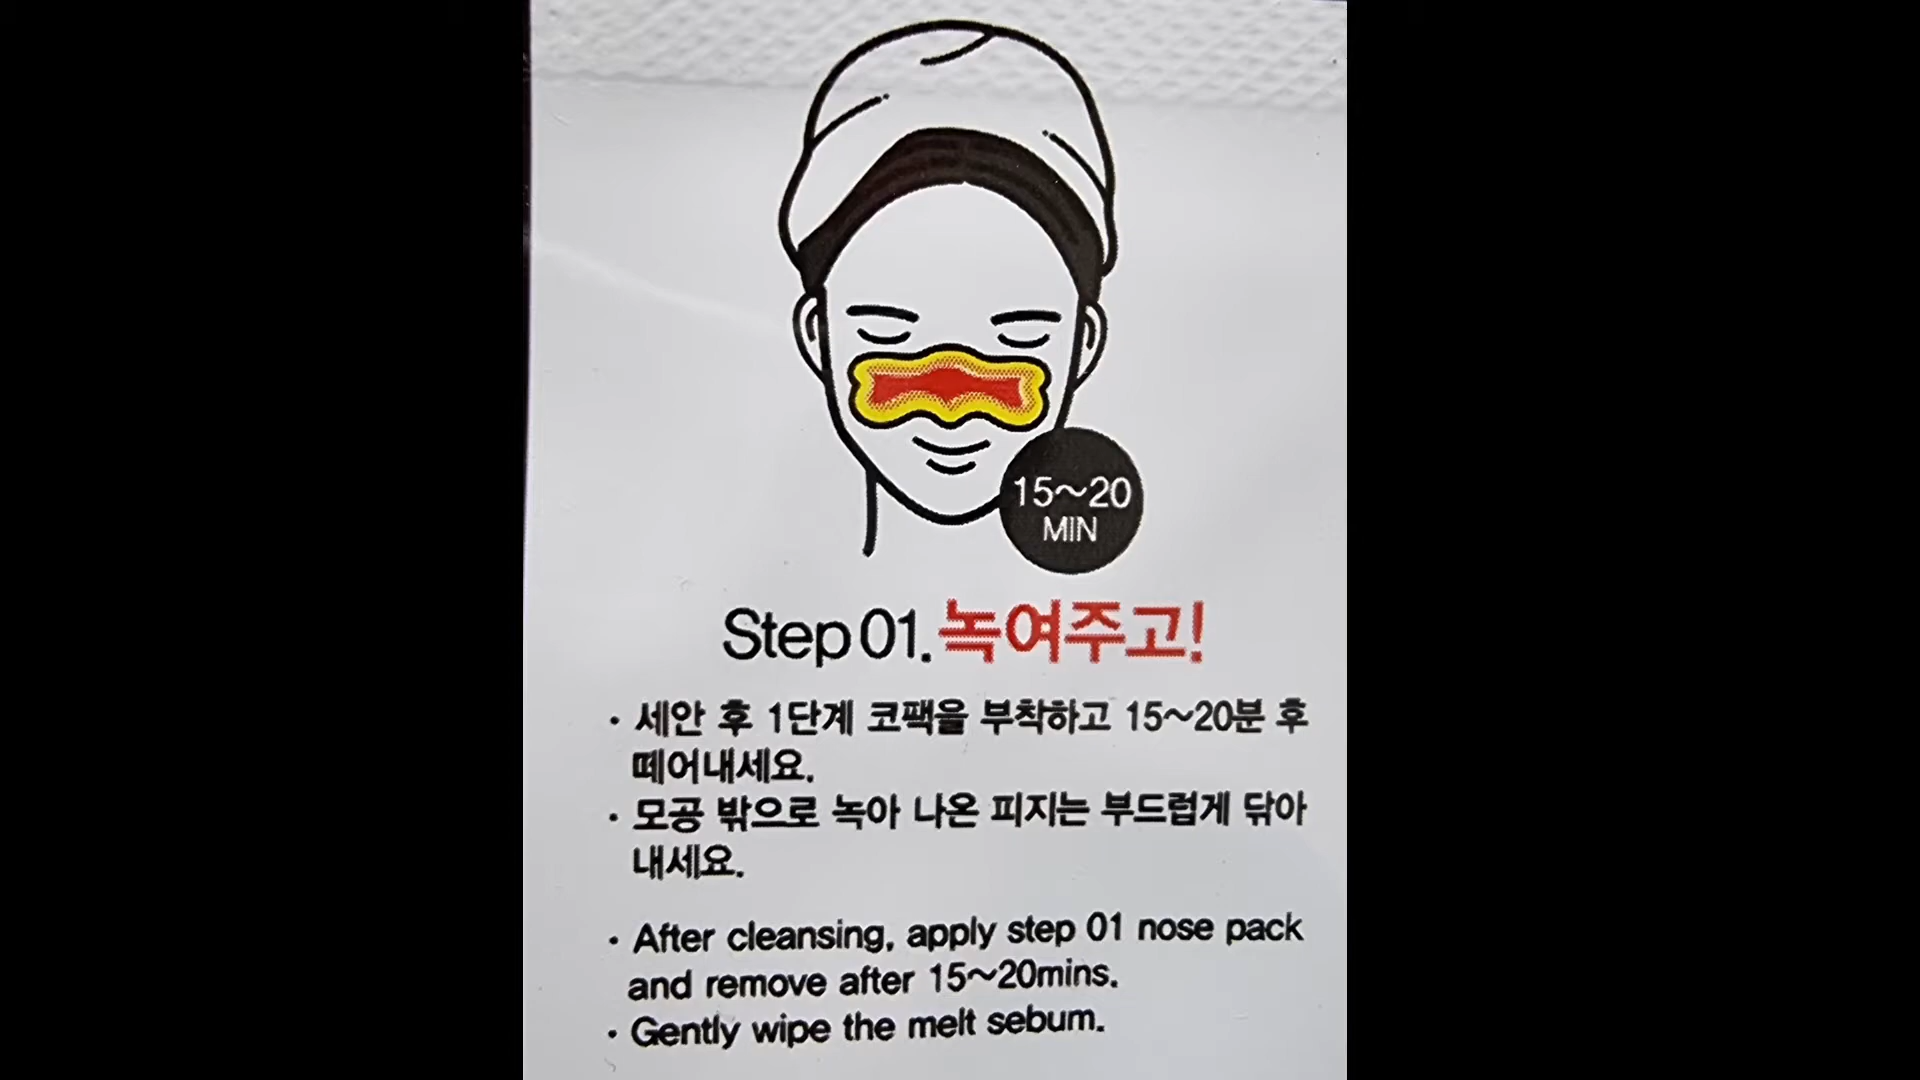 15~20
MIN
Step 01. 녹여주고!
· 세안 후 1단계 코팩을 부착하고 15~20분 후
떼어내세요.
· 모공 밖으로 녹아 나온 피지는 부드럽게 닦아
내세요.
· After cleansing, apply step 01 nose pack
and remove after 15~20mins.
· Gently wipe the melt sebum.